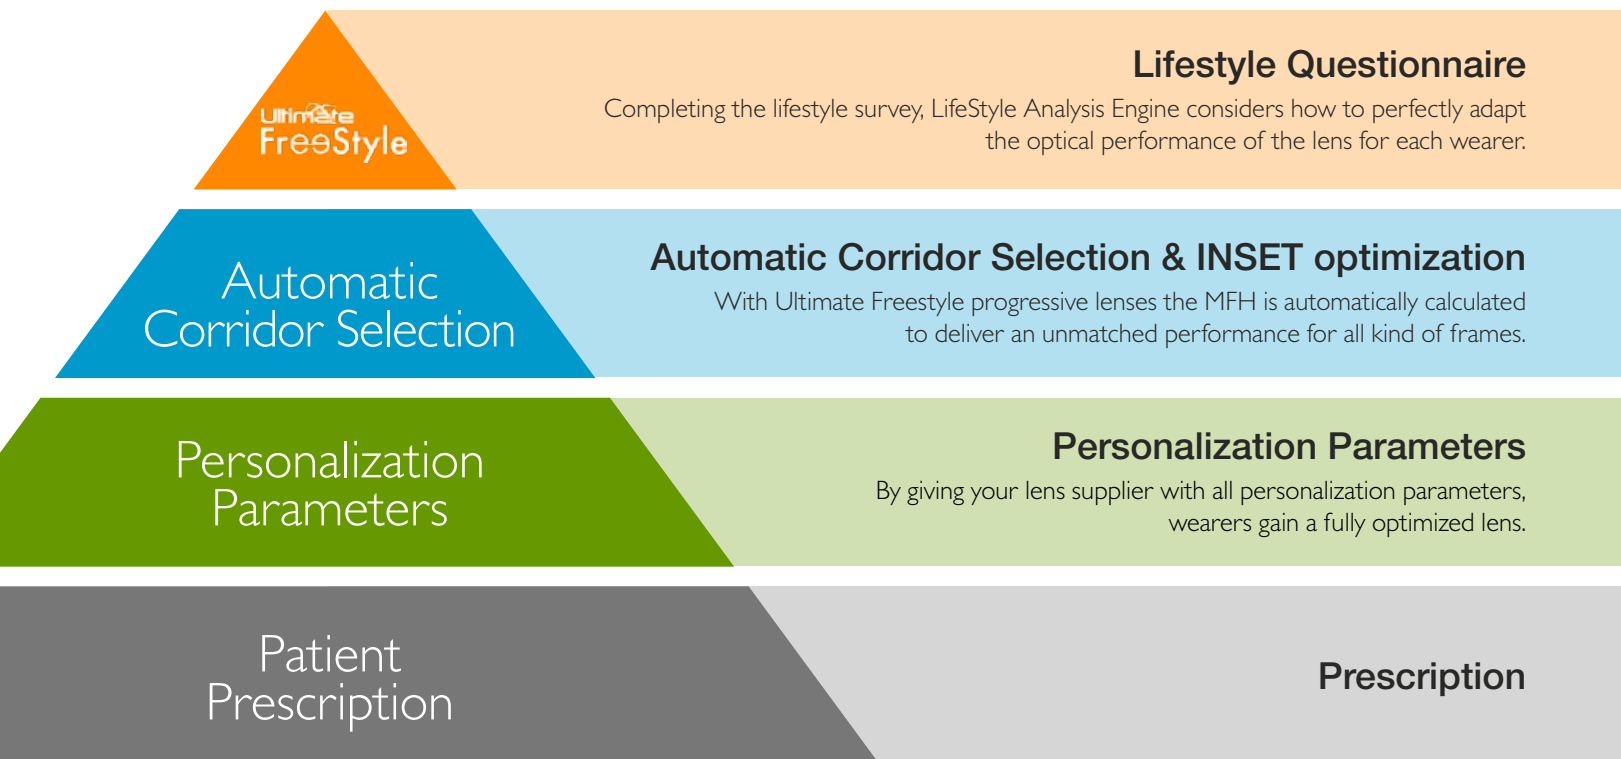 Ultimate
FreeStyle
Lifestyle Questionnaire
Completing the lifestyle survey, LifeStyle Analysis Engine considers how to perfectly adapt
the optical performance of the lens for each wearer.
Automatic
Corridor Selection
Automatic Corridor Selection & INSET optimization
With Ultimate Freestyle progressive lenses the MFH is automatically calculated
to deliver an unmatched performance for all kind of frames.
Personalization
Parameters
Personalization Parameters
By giving your lens supplier with all personalization parameters,
wearers gain a fully optimized lens.
Patient
Prescription
Prescription